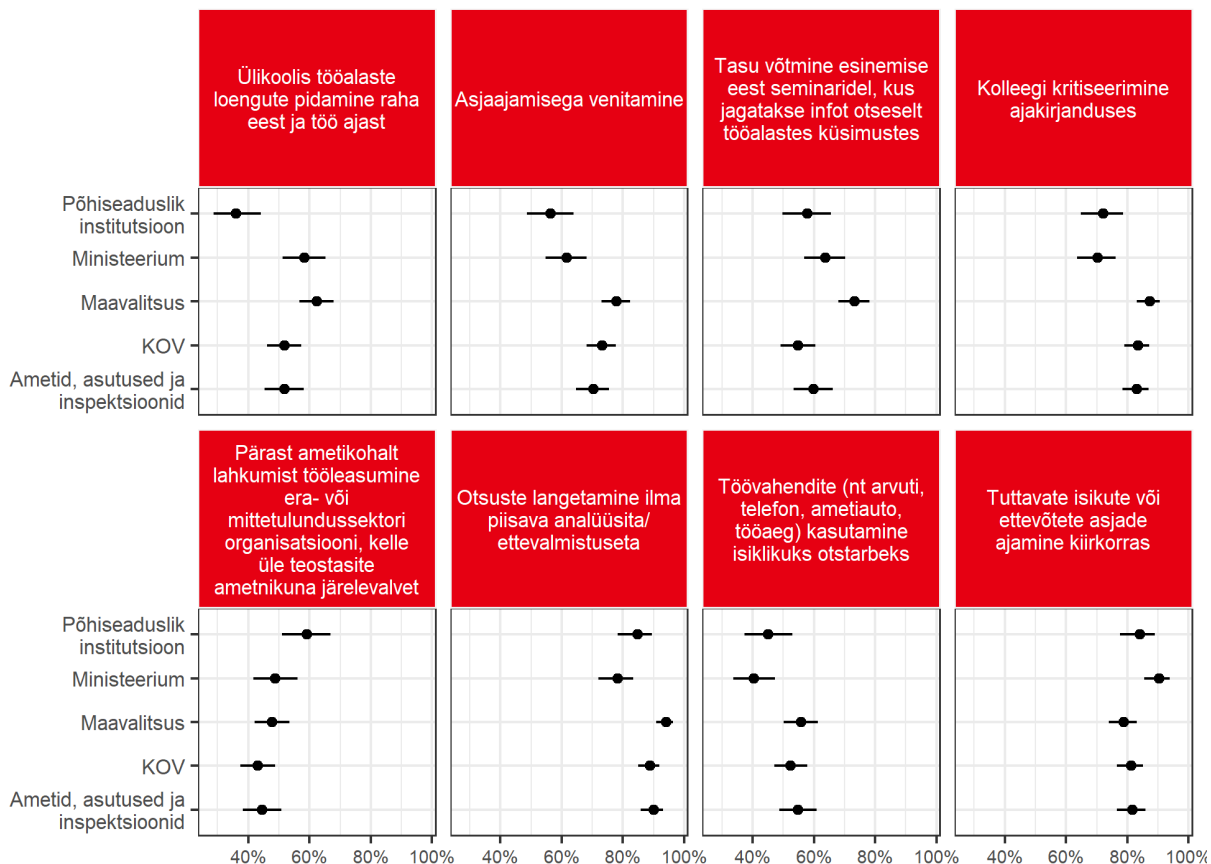 Ülikoolis tööalaste
loengute pidamine raha
eest ja töö ajast
Asjaajamisega venitamine
Tasu võtmine esinemise
eest seminaridel, kus
jagatakse infot otseselt
tööalastes küsimustes
Kolleegi kritiseerimine
ajakirjanduses
Põhiseaduslik
institutsioon
Ministeerium
Maavalitsus
KOV
Ametid, asutused ja
inspektsioonid
Pärast ametikohalt
lahkumist tööleasumine
era- või
mittetulundussektori
organisatsiooni, kelle
üle teostasite
ametnikuna järelevalvet
Otsuste langetamine ilma
piisava analüüsita/
ettevalmistuseta
Töövahendite (nt arvuti,
telefon, ametiauto,
tööaeg) kasutamine
isiklikuks otstarbeks
Tuttavate isikute või
ettevõtete asjade
ajamine kiirkorras
Põhiseaduslik
institutsioon
Ministeerium
Maavalitsus
KOV
Ametid, asutused ja
inspektsioonid
40% 60% 80% 100% 40% 60% 80% 100% 40% 60% 80% 100% 40% 60% 80% 100%